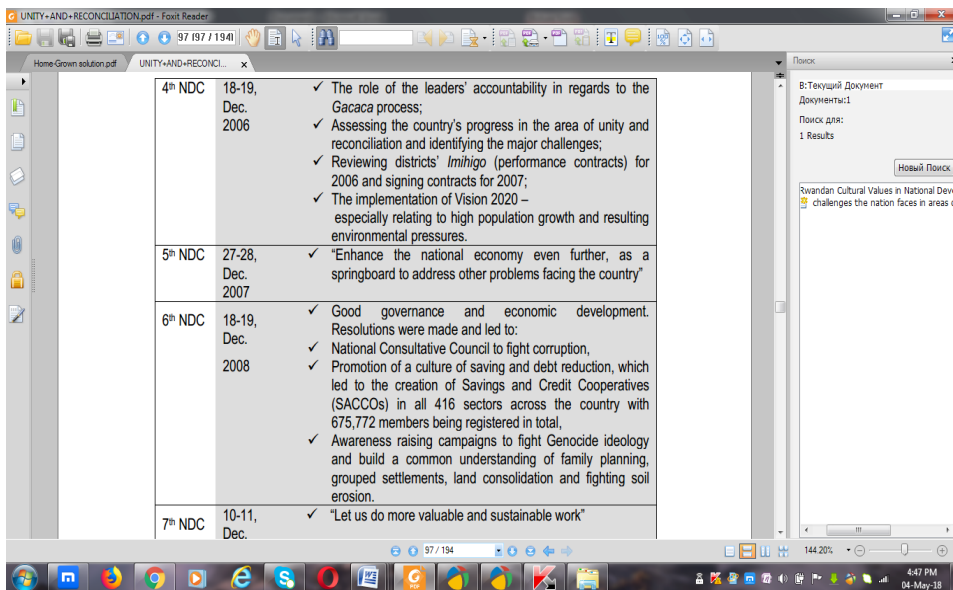 UNITY+AND+RECONCILIATION.pdf - Foxit Reader
97 (97 / 194)
Home-Grown solution.pdf
UNITY+AND+RECONCI...
x
Поиск
4th NDC
18-19,
Dec.
2006
✓ The role of the leaders' accountability in regards to the
Gacaca process;
✓ Assessing the country's progress in the area of unity and
reconciliation and identifying the major challenges;
✓ Reviewing districts' Imihigo (performance contracts) for
2006 and signing contracts for 2007;
✓ The implementation of Vision 2020 –
especially relating to high population growth and resulting
environmental pressures.
5th NDC
27-28,
Dec.
2007
✓ “Enhance the national economy even further, as a
springboard to address other problems facing the country”
6th NDC
18-19,
Dec.
2008
✓ Good governance and economic development.
Resolutions were made and led to:
✓ National Consultative Council to fight corruption,
✓ Promotion of a culture of saving and debt reduction, which
led to the creation of Savings and Credit Cooperatives
(SACCOs) in all 416 sectors across the country with
675,772 members being registered in total,
✓ Awareness raising campaigns to fight Genocide ideology
and build a common understanding of family planning,
grouped settlements, land consolidation and fighting soil
erosion.
7th NDC
10-11,
Dec.
✓ “Let us do more valuable and sustainable work”
В:Текущий Документ
Документы:1
Поиск для:
1 Results
Новый Поиск
Rwandan Cultural Values in National Dev
challenges the nation faces in areas
97 / 194
144.20%
4:47 PM
04-May-18